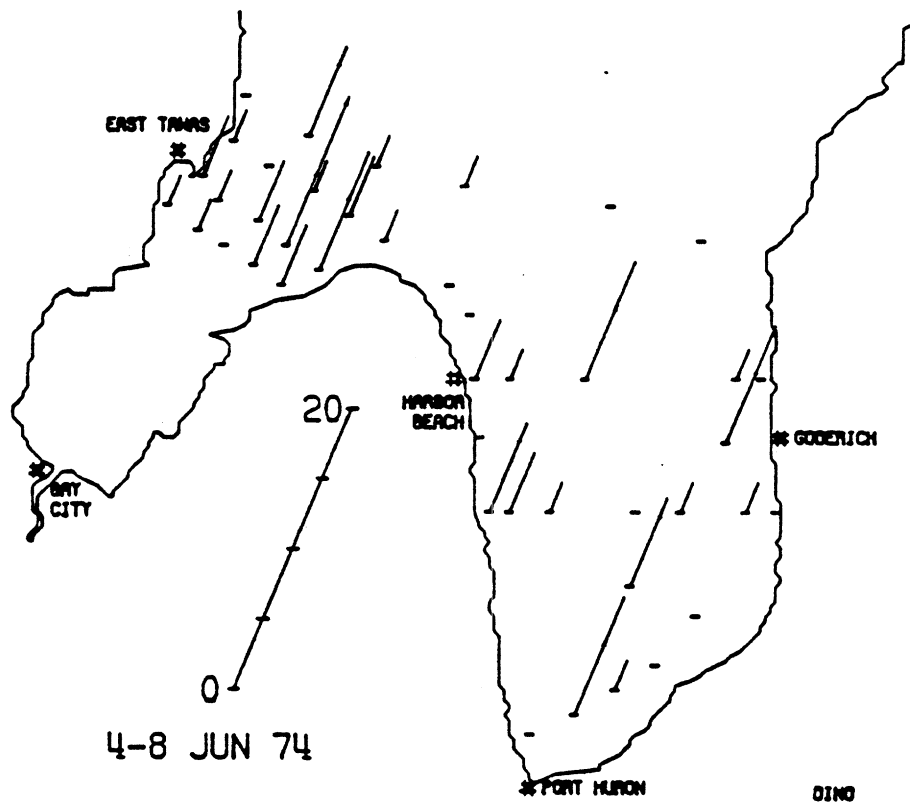 EAST TAWAS
20
HARBOR
BEACH
GODERICH
BAY
CITY
0
4-8 JUN 74
PORT HURON
DINO